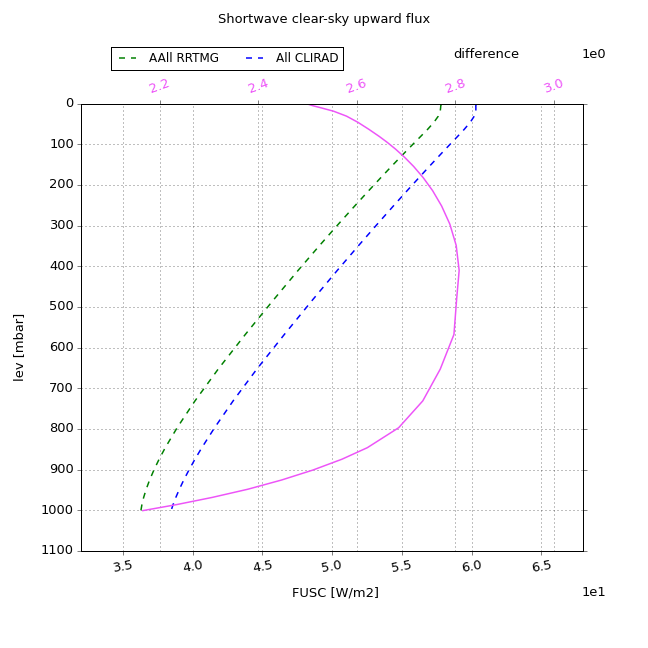 Shortwave clear-sky upward flux
AAll RRTMG All CLIRAD
difference 1e0
2.2 2.4 2.6 2.8 3.0
0
100
200
300
400
500
600
700
800
900
1000
1100
lev [mbar]
3.5 4.0 4.5 5.0 5.5 6.0 6.5
FUSC [W/m2] 1e1